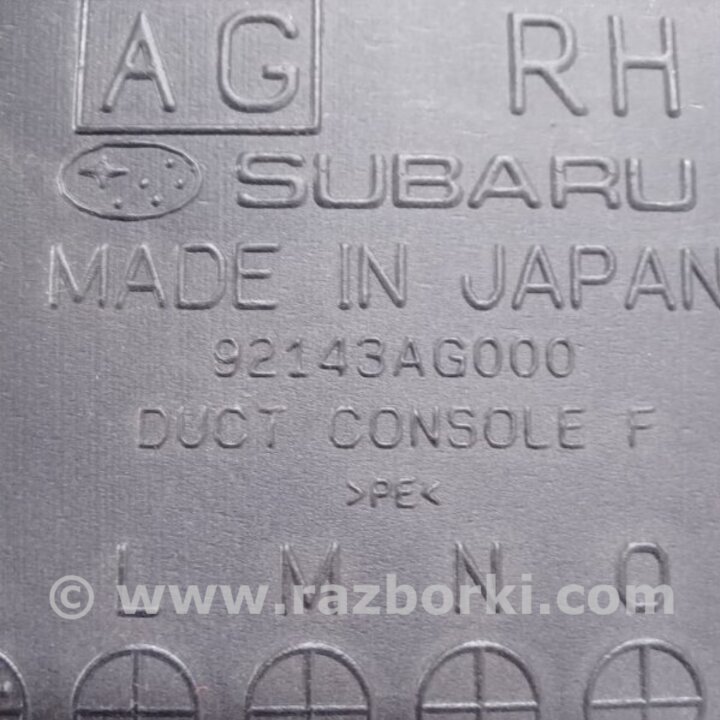 AG RH
SUBARU
MADE IN JAPAN
92143AG000
DUCT CONSOLE F
>PE<
L M N O
© www.razborki.com